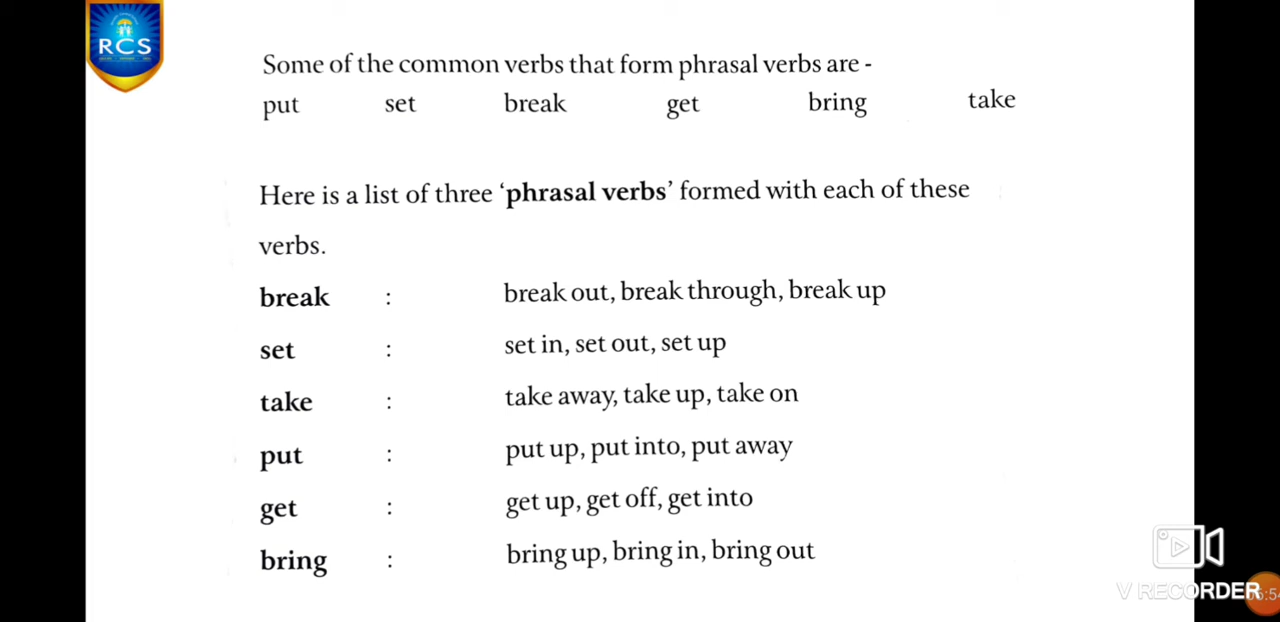 RCS
Some of the common verbs that form phrasal verbs are -
put set break get bring take
Here is a list of three ‘phrasal verbs’ formed with each of these
verbs.
break : break out, break through, break up
set : set in, set out, set up
take : take away, take up, take on
put : put up, put into, put away
get : get up, get off, get into
bring : bring up, bring in, bring out
V RECORDER